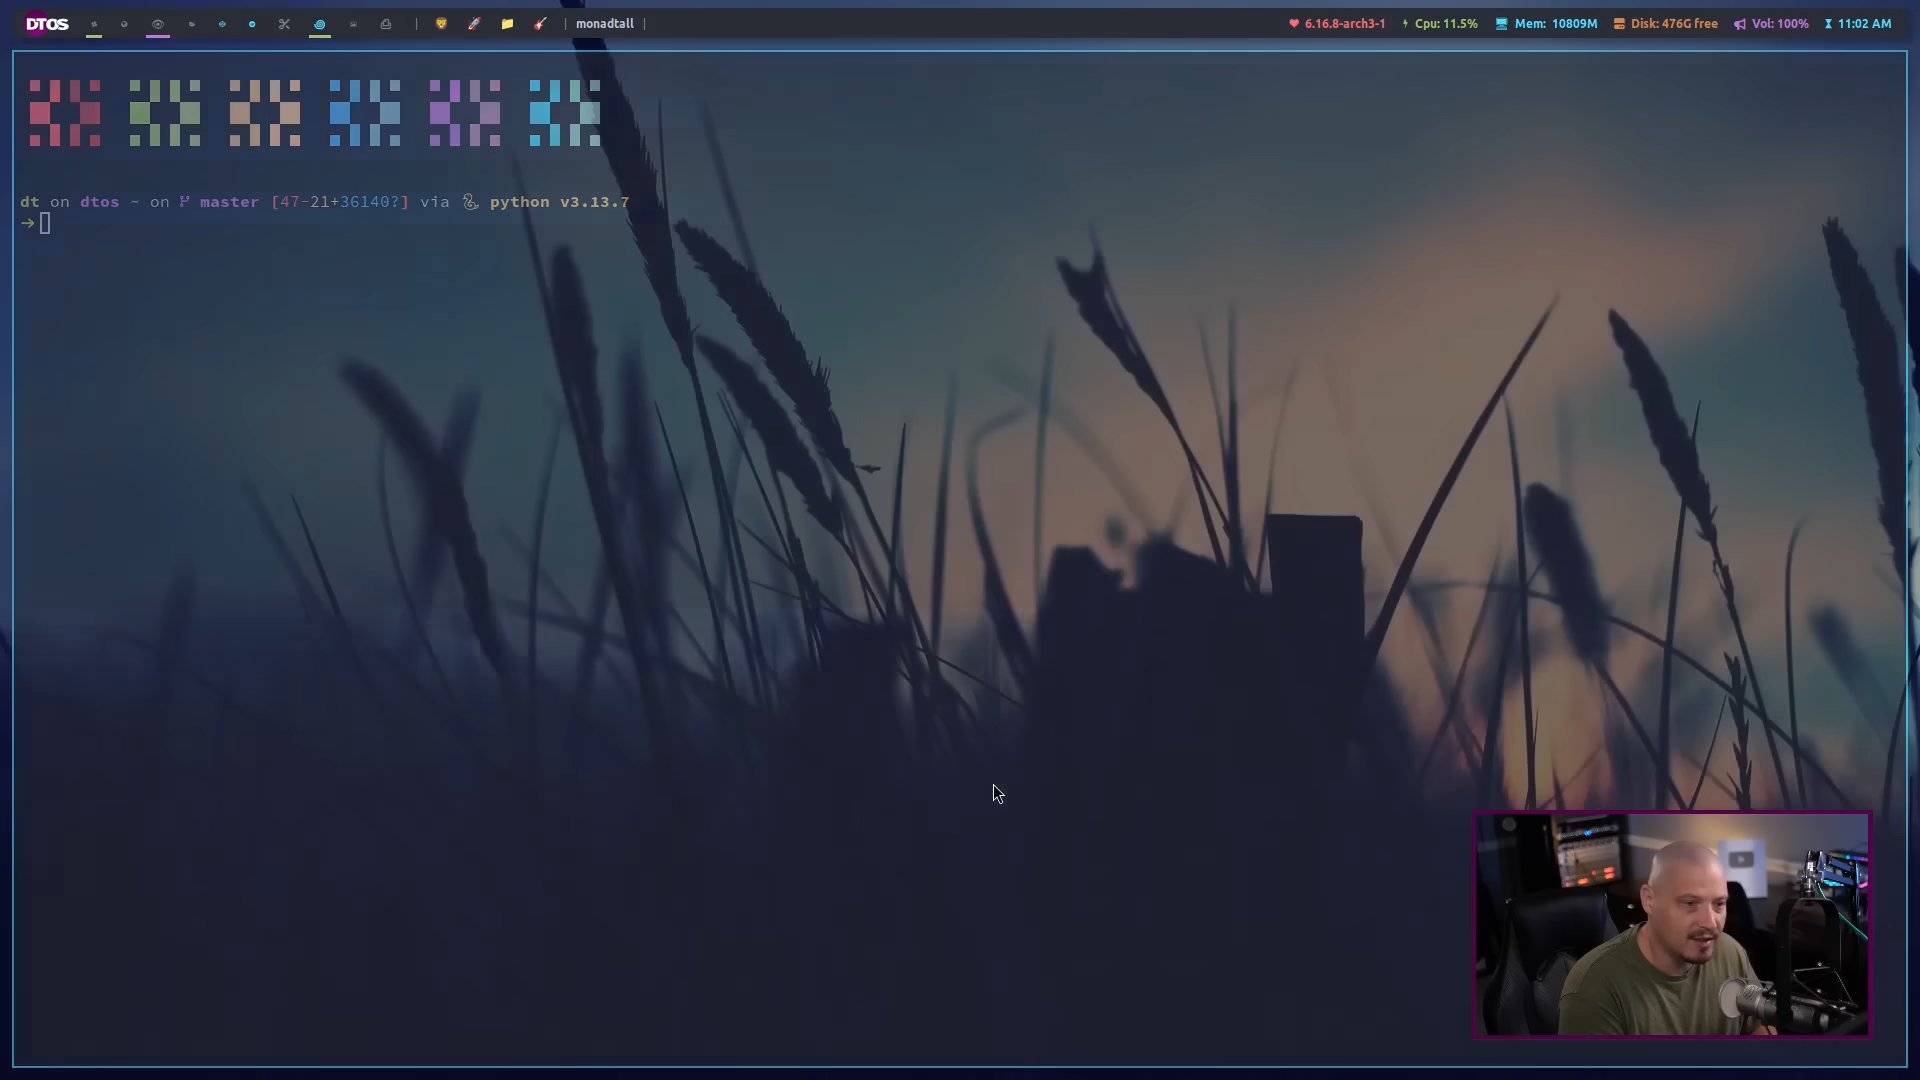 DTOS | | monadtall | 6.16.8-arch3-1 Cpu: 11.5% Mem: 10809M Disk: 476G free Vol: 100% 11:02 AM
dt on dtos ~ on master [47-21+36140?] via python v3.13.7
→